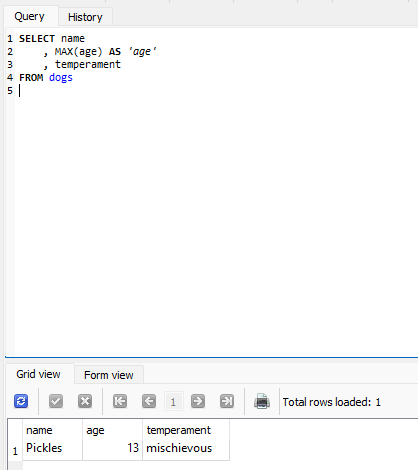 Query History
1 SELECT name
2 , MAX(age) AS 'age'
3 , temperament
4 FROM dogs
5
Grid view Form view
1 Total rows loaded: 1
name age temperament
1 Pickles 13 mischievous